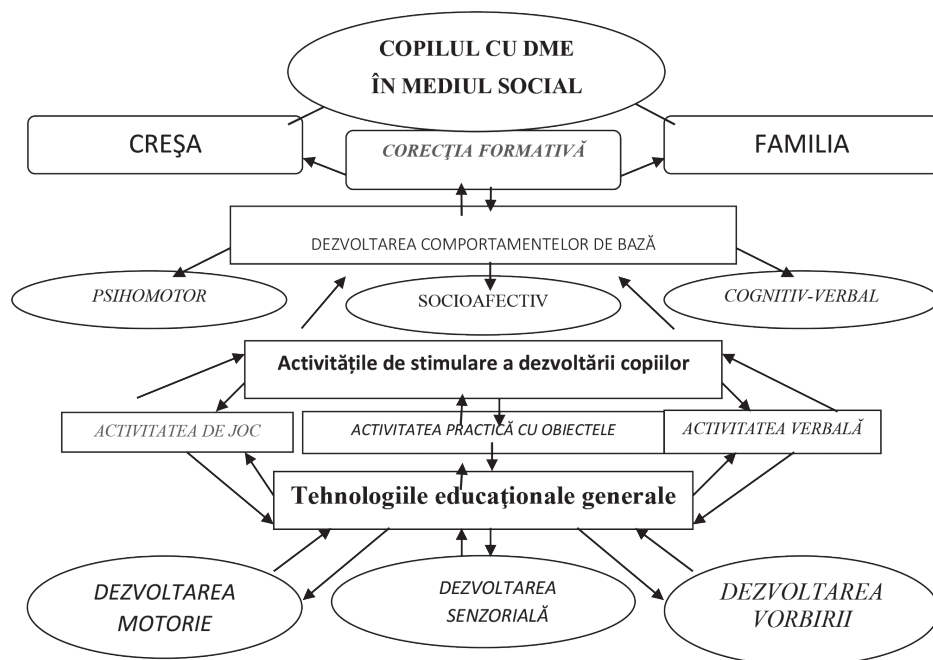 COPILUL CU DME
ÎN MEDIUL SOCIAL
CREŞA
CORECŢIA FORMATIVĂ
FAMILIA
DEZVOLTAREA COMPORTAMENTELOR DE BAZĂ
PSIHOMOTOR
SOCIOAFECTIV
COGNITIV-VERBAL
Activitățile de stimulare a dezvoltării copiilor
ACTIVITATEA DE JOC
ACTIVITATEA PRACTICĂ CU OBIECTELE
ACTIVITATEA VERBALĂ
Tehnologiile educaţionale generale
DEZVOLTAREA
MOTORIE
DEZVOLTAREA
SENZORIALĂ
DEZVOLTAREA
VORBIRII